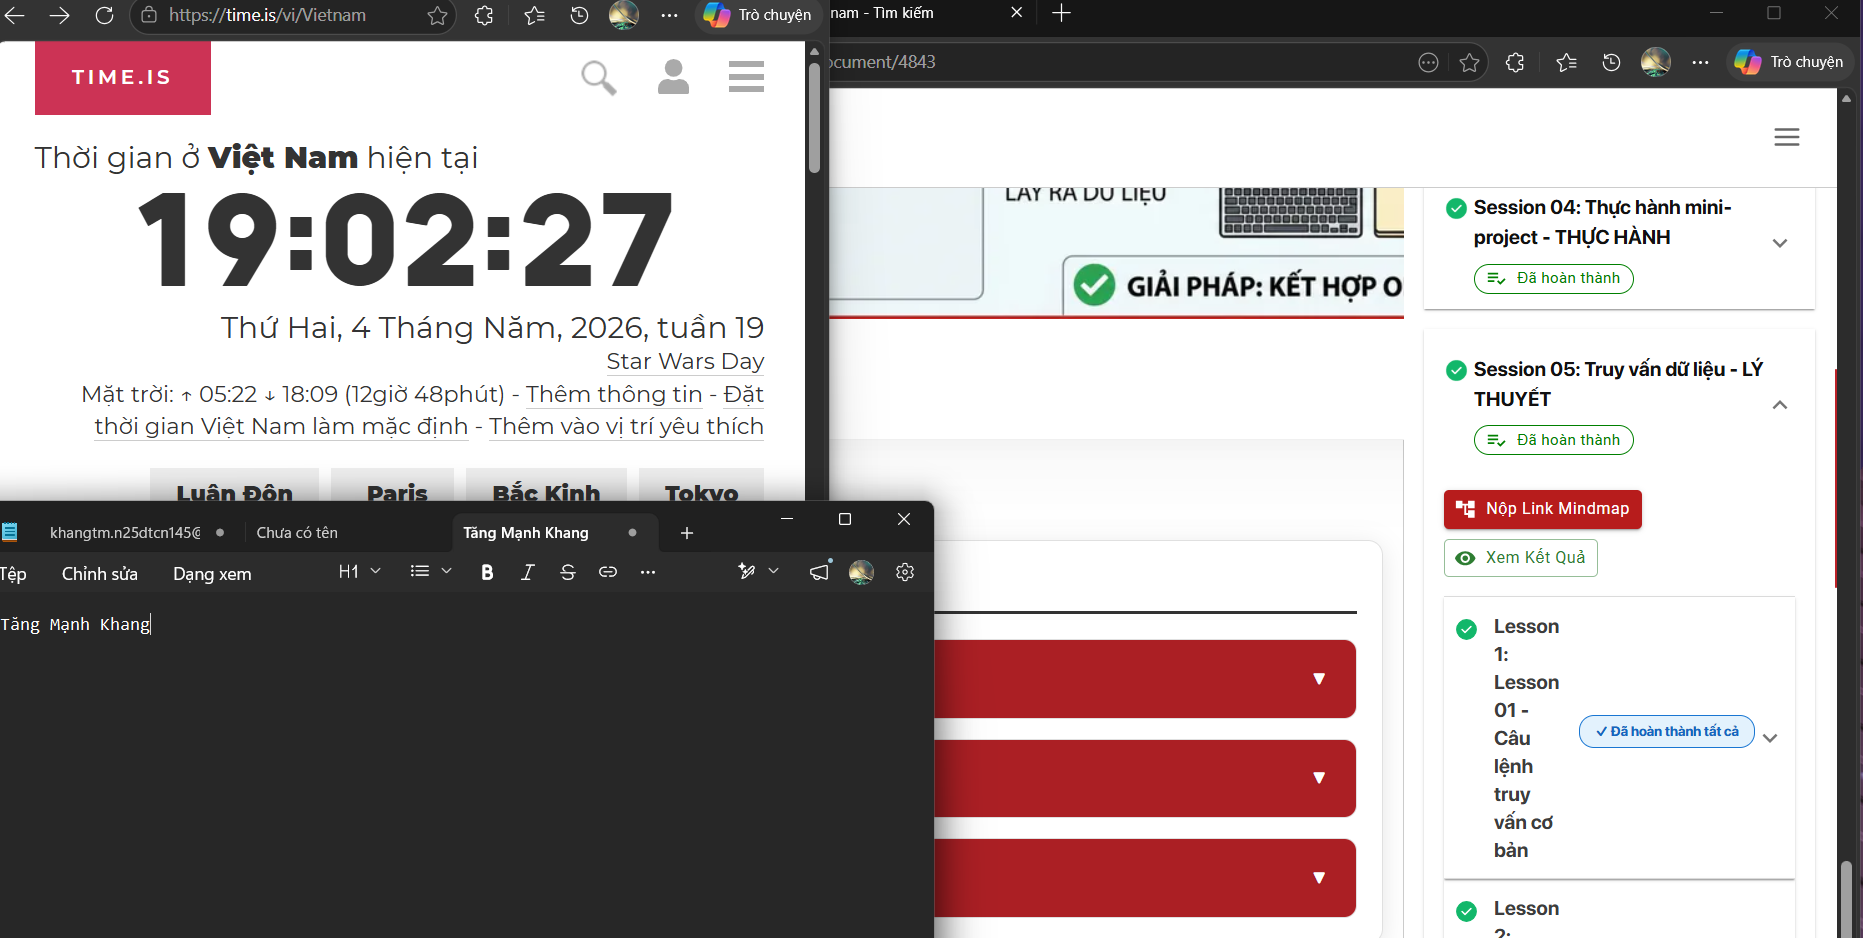 https://time.is/vi/Vietnam
Trò chuyện
nam - Tìm kiếm
ocument/4843
Trò chuyện
TIME.IS
Thời gian ở Việt Nam hiện tại
19:02:27
Thứ Hai, 4 Tháng Năm, 2026, tuần 19
Star Wars Day
Mặt trời: ↑ 05:22 ↓ 18:09 (12giờ 48phút) - Thêm thông tin - Đặt
thời gian Việt Nam làm mặc định - Thêm vào vị trí yêu thích
Luân Đôn Paris Bắc Kinh Tokyo
LẤY RA DỮ LIỆU
GIẢI PHÁP: KẾT HỢP O
Session 04: Thực hành mini-
project - THỰC HÀNH
Đã hoàn thành
Session 05: Truy vấn dữ liệu - LÝ
THUYẾT
Đã hoàn thành
Nộp Link Mindmap
Xem Kết Quả
Lesson
1:
Lesson
01 -
Câu
lệnh
truy
vấn cơ
bản
✓ Đã hoàn thành tất cả
Lesson
2:
khangtm.n25dtcn145@
Chưa có tên
Tăng Mạnh Khang
Tệp
Chỉnh sửa
Dạng xem
H1
B
I
S
Tăng Mạnh Khang